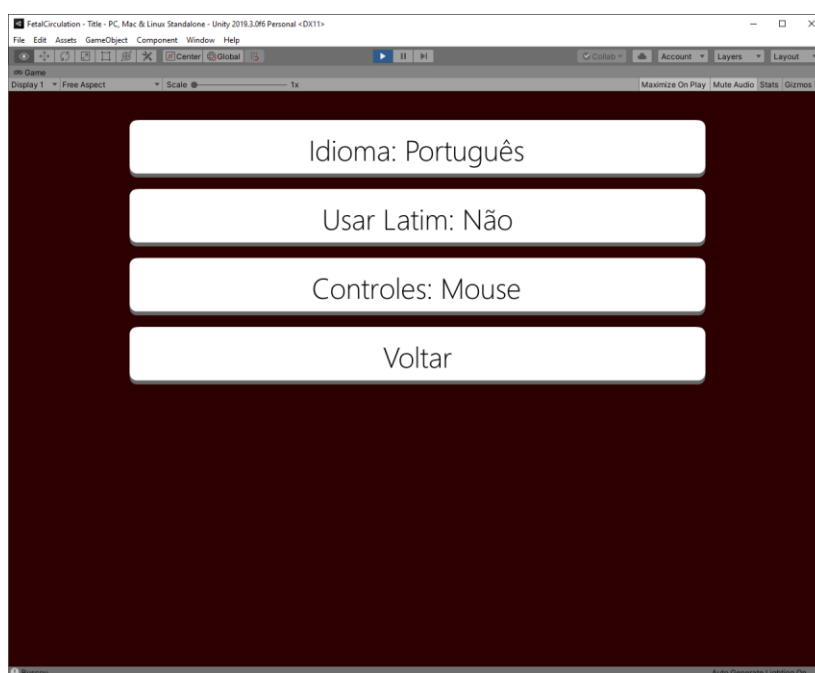 FetalCirculation - Title - PC, Mac & Linux Standalone - Unity 2019.3.0f6 Personal <DX11>
File Edit Assets GameObject Component Window Help
Center Global Collab Account Layers Layout
Game
Display 1 Free Aspect Scale 1x Maximize On Play Mute Audio Stats Gizmos
Idioma: Português
Usar Latim: Não
Controles: Mouse
Voltar
Auto Generate Lighting On